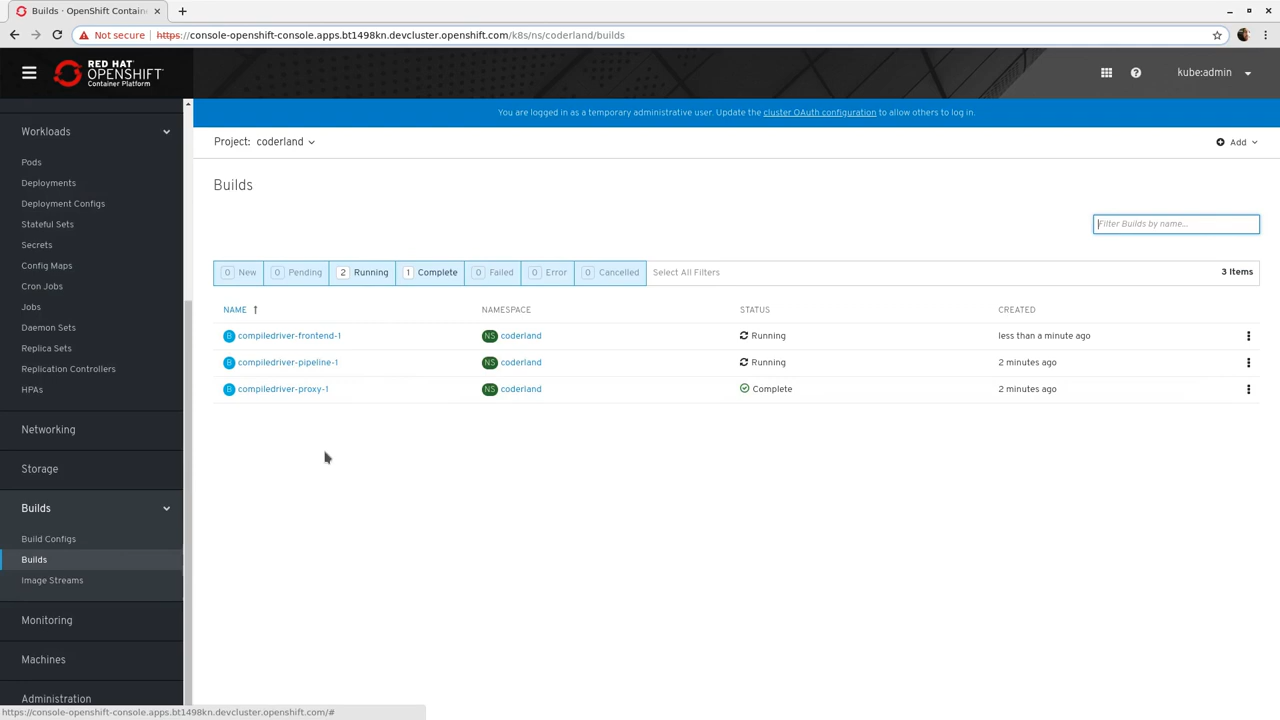 Builds · OpenShift Contain
Not secure https://console-openshift-console.apps.bt1498kn.devcluster.openshift.com/k8s/ns/coderland/builds
RED HAT
OPENSHIFT
Container Platform
kube:admin
You are logged in as a temporary administrative user. Update the cluster OAuth configuration to allow others to log in.
Project: coderland
Add
Builds
Filter Builds by name...
0 New 0 Pending 2 Running 1 Complete 0 Failed 0 Error 0 Cancelled Select All Filters 3 Items
NAME NAMESPACE STATUS CREATED
B compiledriver-frontend-1 NS coderland Running less than a minute ago
B compiledriver-pipeline-1 NS coderland Running 2 minutes ago
B compiledriver-proxy-1 NS coderland Complete 2 minutes ago
Workloads
Pods
Deployments
Deployment Configs
Stateful Sets
Secrets
Config Maps
Cron Jobs
Jobs
Daemon Sets
Replica Sets
Replication Controllers
HPAs
Networking
Storage
Builds
Build Configs
Builds
Image Streams
Monitoring
Machines
Administration
https://console-openshift-console.apps.bt1498kn.devcluster.openshift.com/#